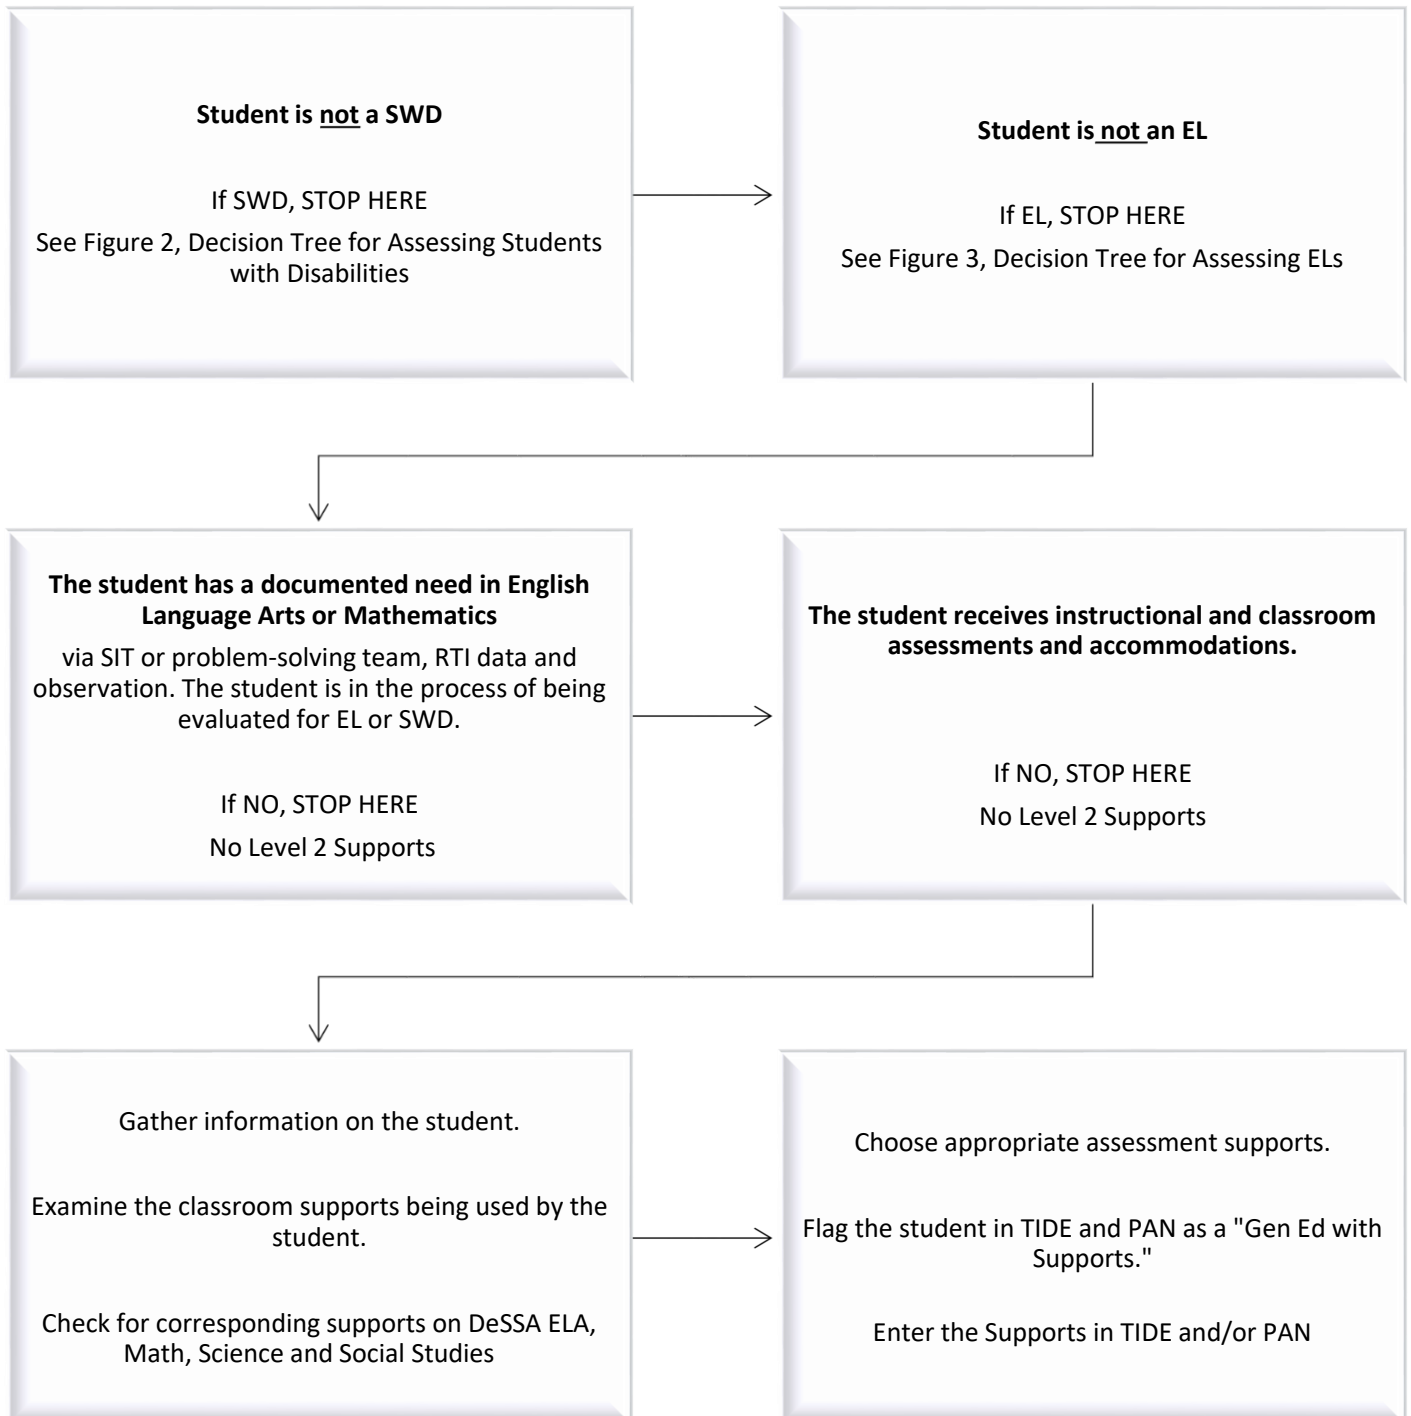 Student is not a SWD
If SWD, STOP HERE
See Figure 2, Decision Tree for Assessing Students
with Disabilities
Student is not an EL
If EL, STOP HERE
See Figure 3, Decision Tree for Assessing ELs
The student has a documented need in English
Language Arts or Mathematics
via SIT or problem-solving team, RTI data and
observation. The student is in the process of being
evaluated for EL or SWD.
If NO, STOP HERE
No Level 2 Supports
The student receives instructional and classroom
assessments and accommodations.
If NO, STOP HERE
No Level 2 Supports
Gather information on the student.
Examine the classroom supports being used by the
student.
Check for corresponding supports on DeSSA ELA,
Math, Science and Social Studies
Choose appropriate assessment supports.
Flag the student in TIDE and PAN as a "Gen Ed with
Supports."
Enter the Supports in TIDE and/or PAN